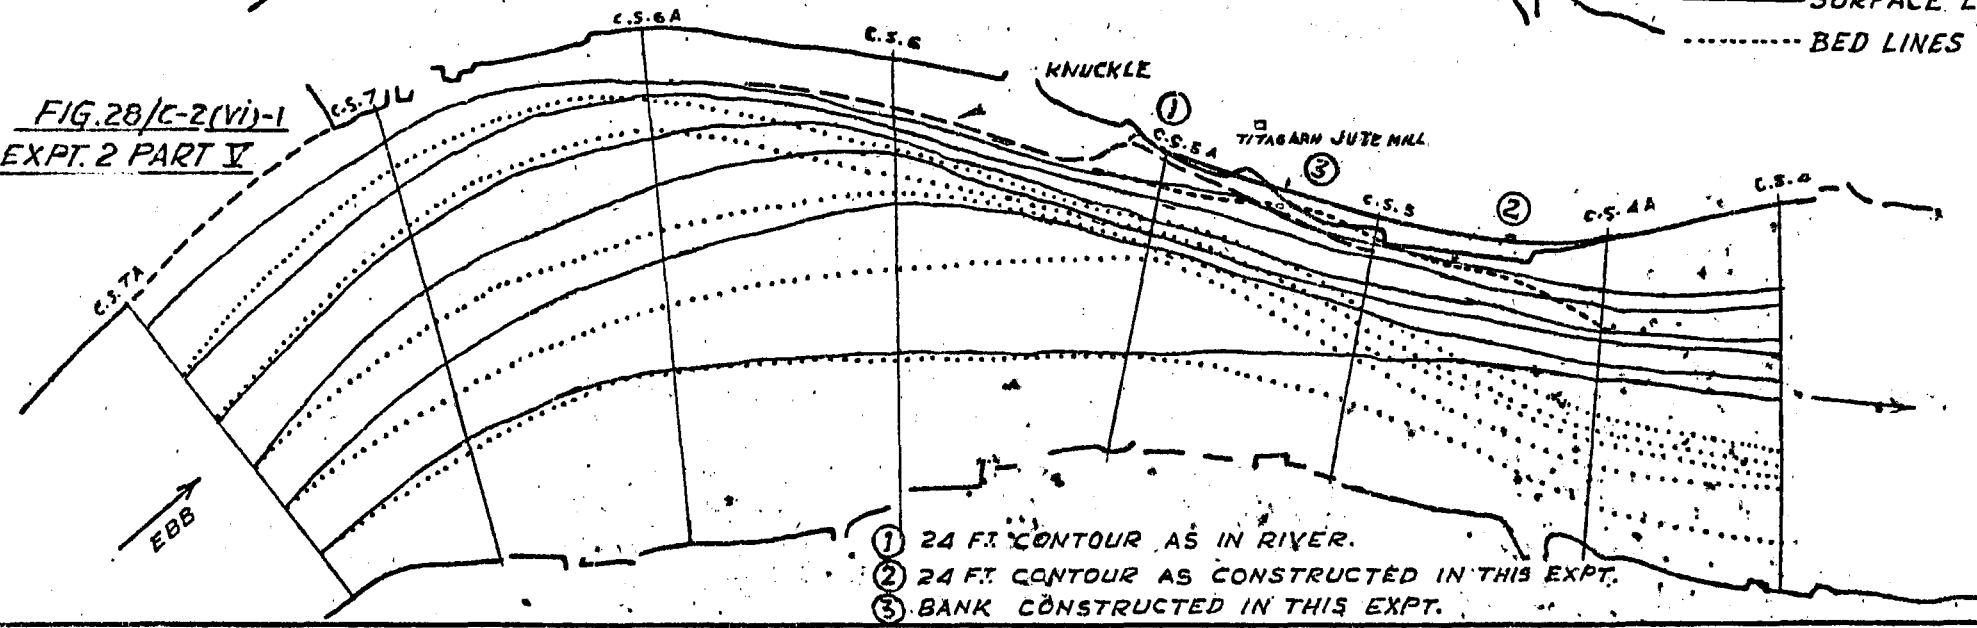 SURFACE
BED LINES
C.S.6A
C.S.6
KNUCKLE
C.S.7
FIG.28/C-2(Vi)-1
EXPT. 2 PART V
①
C.S.5A
TITAGARH JUTE MILL
③
C.S.5
②
C.S.4A
C.S.4
C.S.7A
EBB
① 24 FT. CONTOUR AS IN RIVER.
② 24 FT. CONTOUR AS CONSTRUCTED IN THIS EXPT.
③ BANK CONSTRUCTED IN THIS EXPT.